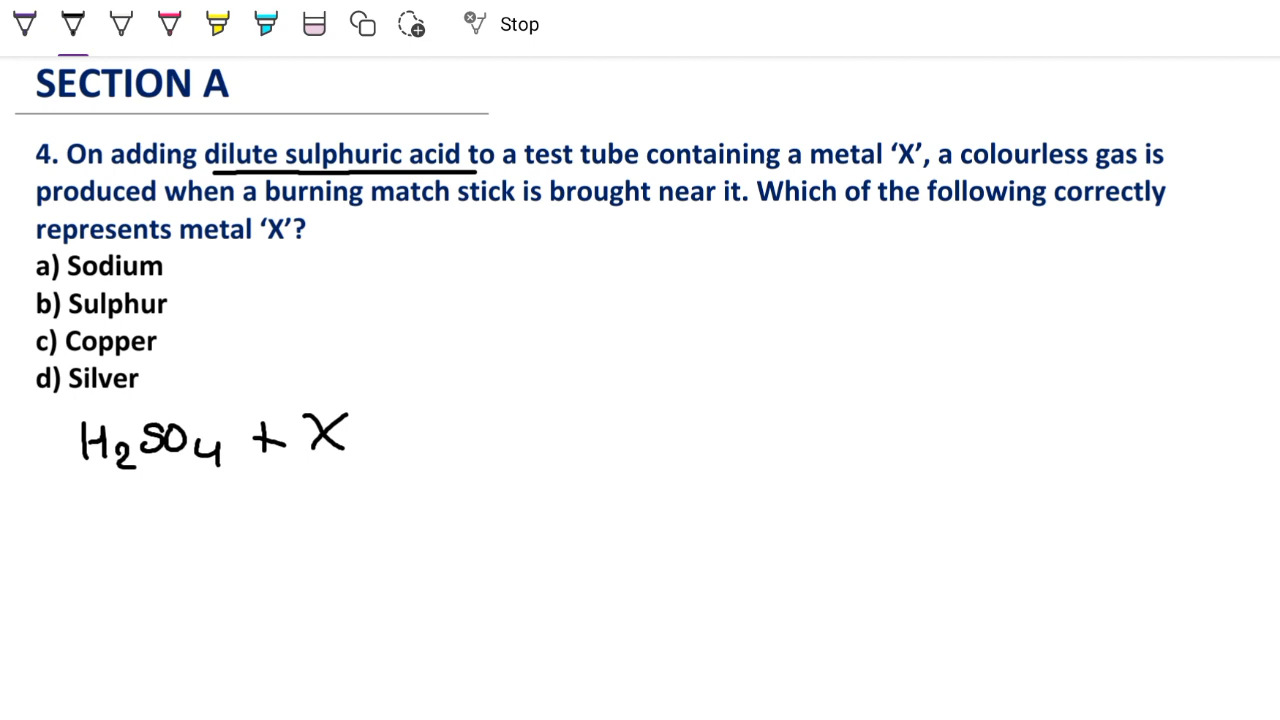 Stop
SECTION A
4. On adding dilute sulphuric acid to a test tube containing a metal ‘X’, a colourless gas is
produced when a burning match stick is brought near it. Which of the following correctly
represents metal ‘X’?
a) Sodium
b) Sulphur
c) Copper
d) Silver
H₂SO₄ + X